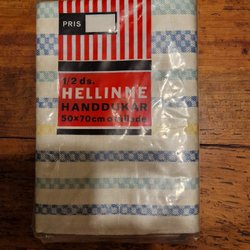 PRIS
1/2 ds.
HELLINNE
HANDDUKAR
50x70cm ofållade